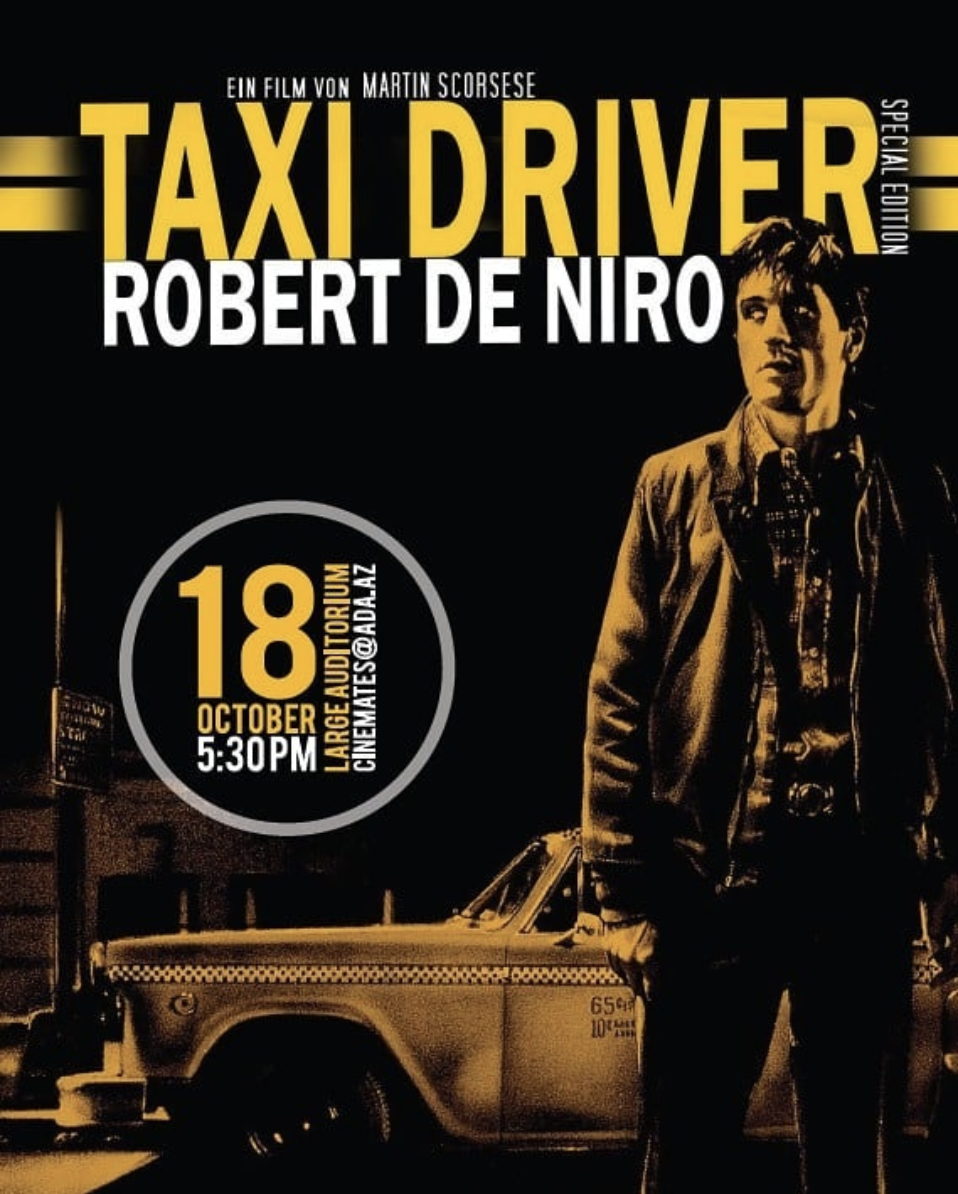 EIN FILM VON MARTIN SCORSESE
TAXI DRIVER
SPECIAL EDITION
ROBERT DE NIRO
18
OCTOBER
5:30PM
LARGE AUDITORIUM
CINEMATES@ADA.AZ
65¢
10¢